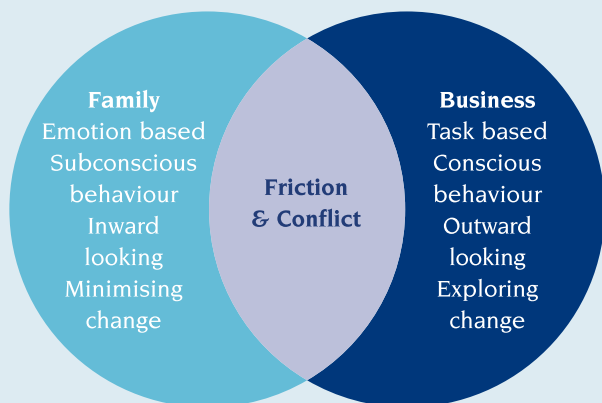 Family
Emotion based
Subconscious
behaviour
Inward
looking
Minimising
change
Friction
& Conflict
Business
Task based
Conscious
behaviour
Outward
looking
Exploring
change